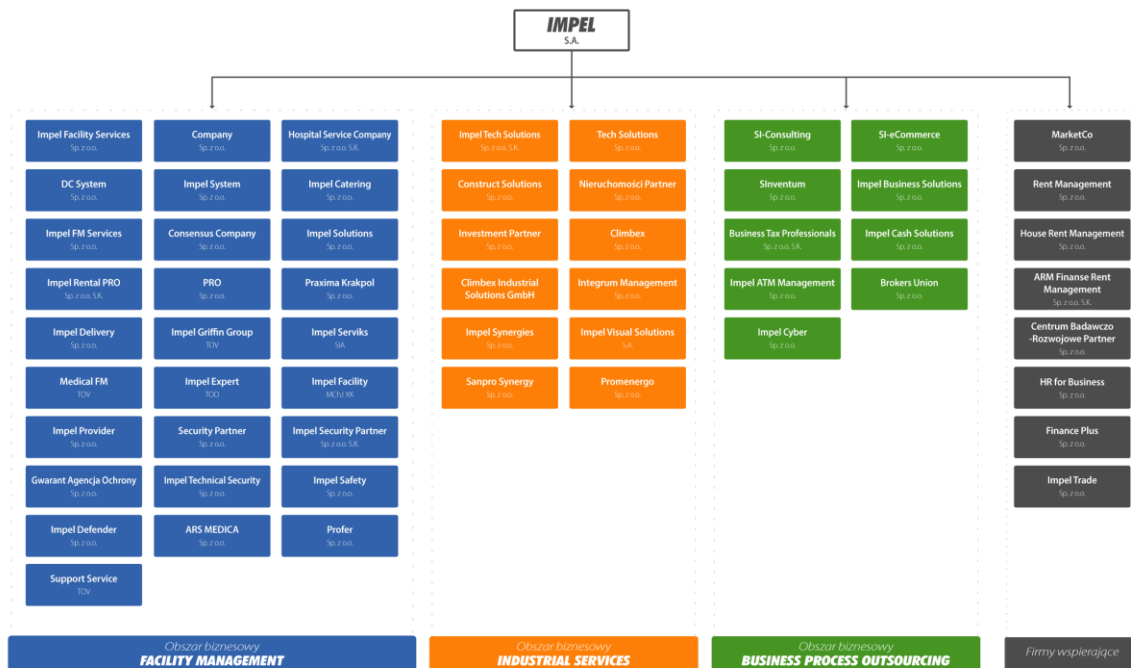 IMPEL
S.A.
Impel Facility Services
Sp. z o.o.
Company
Sp. z o.o.
Hospital Service Company
Sp. z o.o. S.K.
DC System
Sp. z o.o.
Impel System
Sp. z o.o.
Impel Catering
Sp. z o.o.
Impel FM Services
Sp. z o.o.
Consensus Company
Sp. z o.o.
Impel Solutions
Sp. z o.o.
Impel Rental PRO
Sp. z o.o. S.K.
PRO
Sp. z o.o.
Praxima Krakpol
Sp. z o.o.
Impel Delivery
Sp. z o.o.
Impel Griffin Group
TOV
Impel Serviks
SIA
Medical FM
TOV
Impel Expert
TOO
Impel Facility
MChJ XK
Impel Provider
Sp. z o.o.
Security Partner
Sp. z o.o.
Impel Security Partner
Sp. z o.o. S.K.
Gwarant Agencja Ochrony
Sp. z o.o.
Impel Technical Security
Sp. z o.o.
Impel Safety
Sp. z o.o.
Impel Defender
Sp. z o.o.
ARS MEDICA
Sp. z o.o.
Profer
Sp. z o.o.
Support Service
TOV
Obszar biznesowy
FACILITY MANAGEMENT
Impel Tech Solutions
Sp. z o.o. S.K.
Tech Solutions
Sp. z o.o.
Construct Solutions
Sp. z o.o.
Nieruchomości Partner
Sp. z o.o.
Investment Partner
Sp. z o.o.
Climbex
Sp. z o.o.
Climbex Industrial
Solutions GmbH
Integrum Management
Sp. z o.o.
Impel Synergies
Sp. z o.o.
Impel Visual Solutions
S.A.
Sanpro Synergy
Sp. z o.o.
Promenergo
Sp. z o.o.
Obszar biznesowy
INDUSTRIAL SERVICES
SI-Consulting
Sp. z o.o.
SI-eCommerce
Sp. z o.o.
SInventum
Sp. z o.o.
Impel Business Solutions
Sp. z o.o.
Business Tax Professionals
Sp. z o.o. S.K.
Impel Cash Solutions
Sp. z o.o.
Impel ATM Management
Sp. z o.o.
Brokers Union
Sp. z o.o.
Impel Cyber
Sp. z o.o.
Obszar biznesowy
BUSINESS PROCESS OUTSOURCING
MarketCo
Sp. z o.o.
Rent Management
Sp. z o.o.
House Rent Management
Sp. z o.o.
ARM Finanse Rent
Management
Sp. z o.o. S.K.
Centrum Badawczo
-Rozwojowe Partner
Sp. z o.o.
HR for Business
Sp. z o.o.
Finance Plus
Sp. z o.o.
Impel Trade
Sp. z o.o.
Firmy wspierające